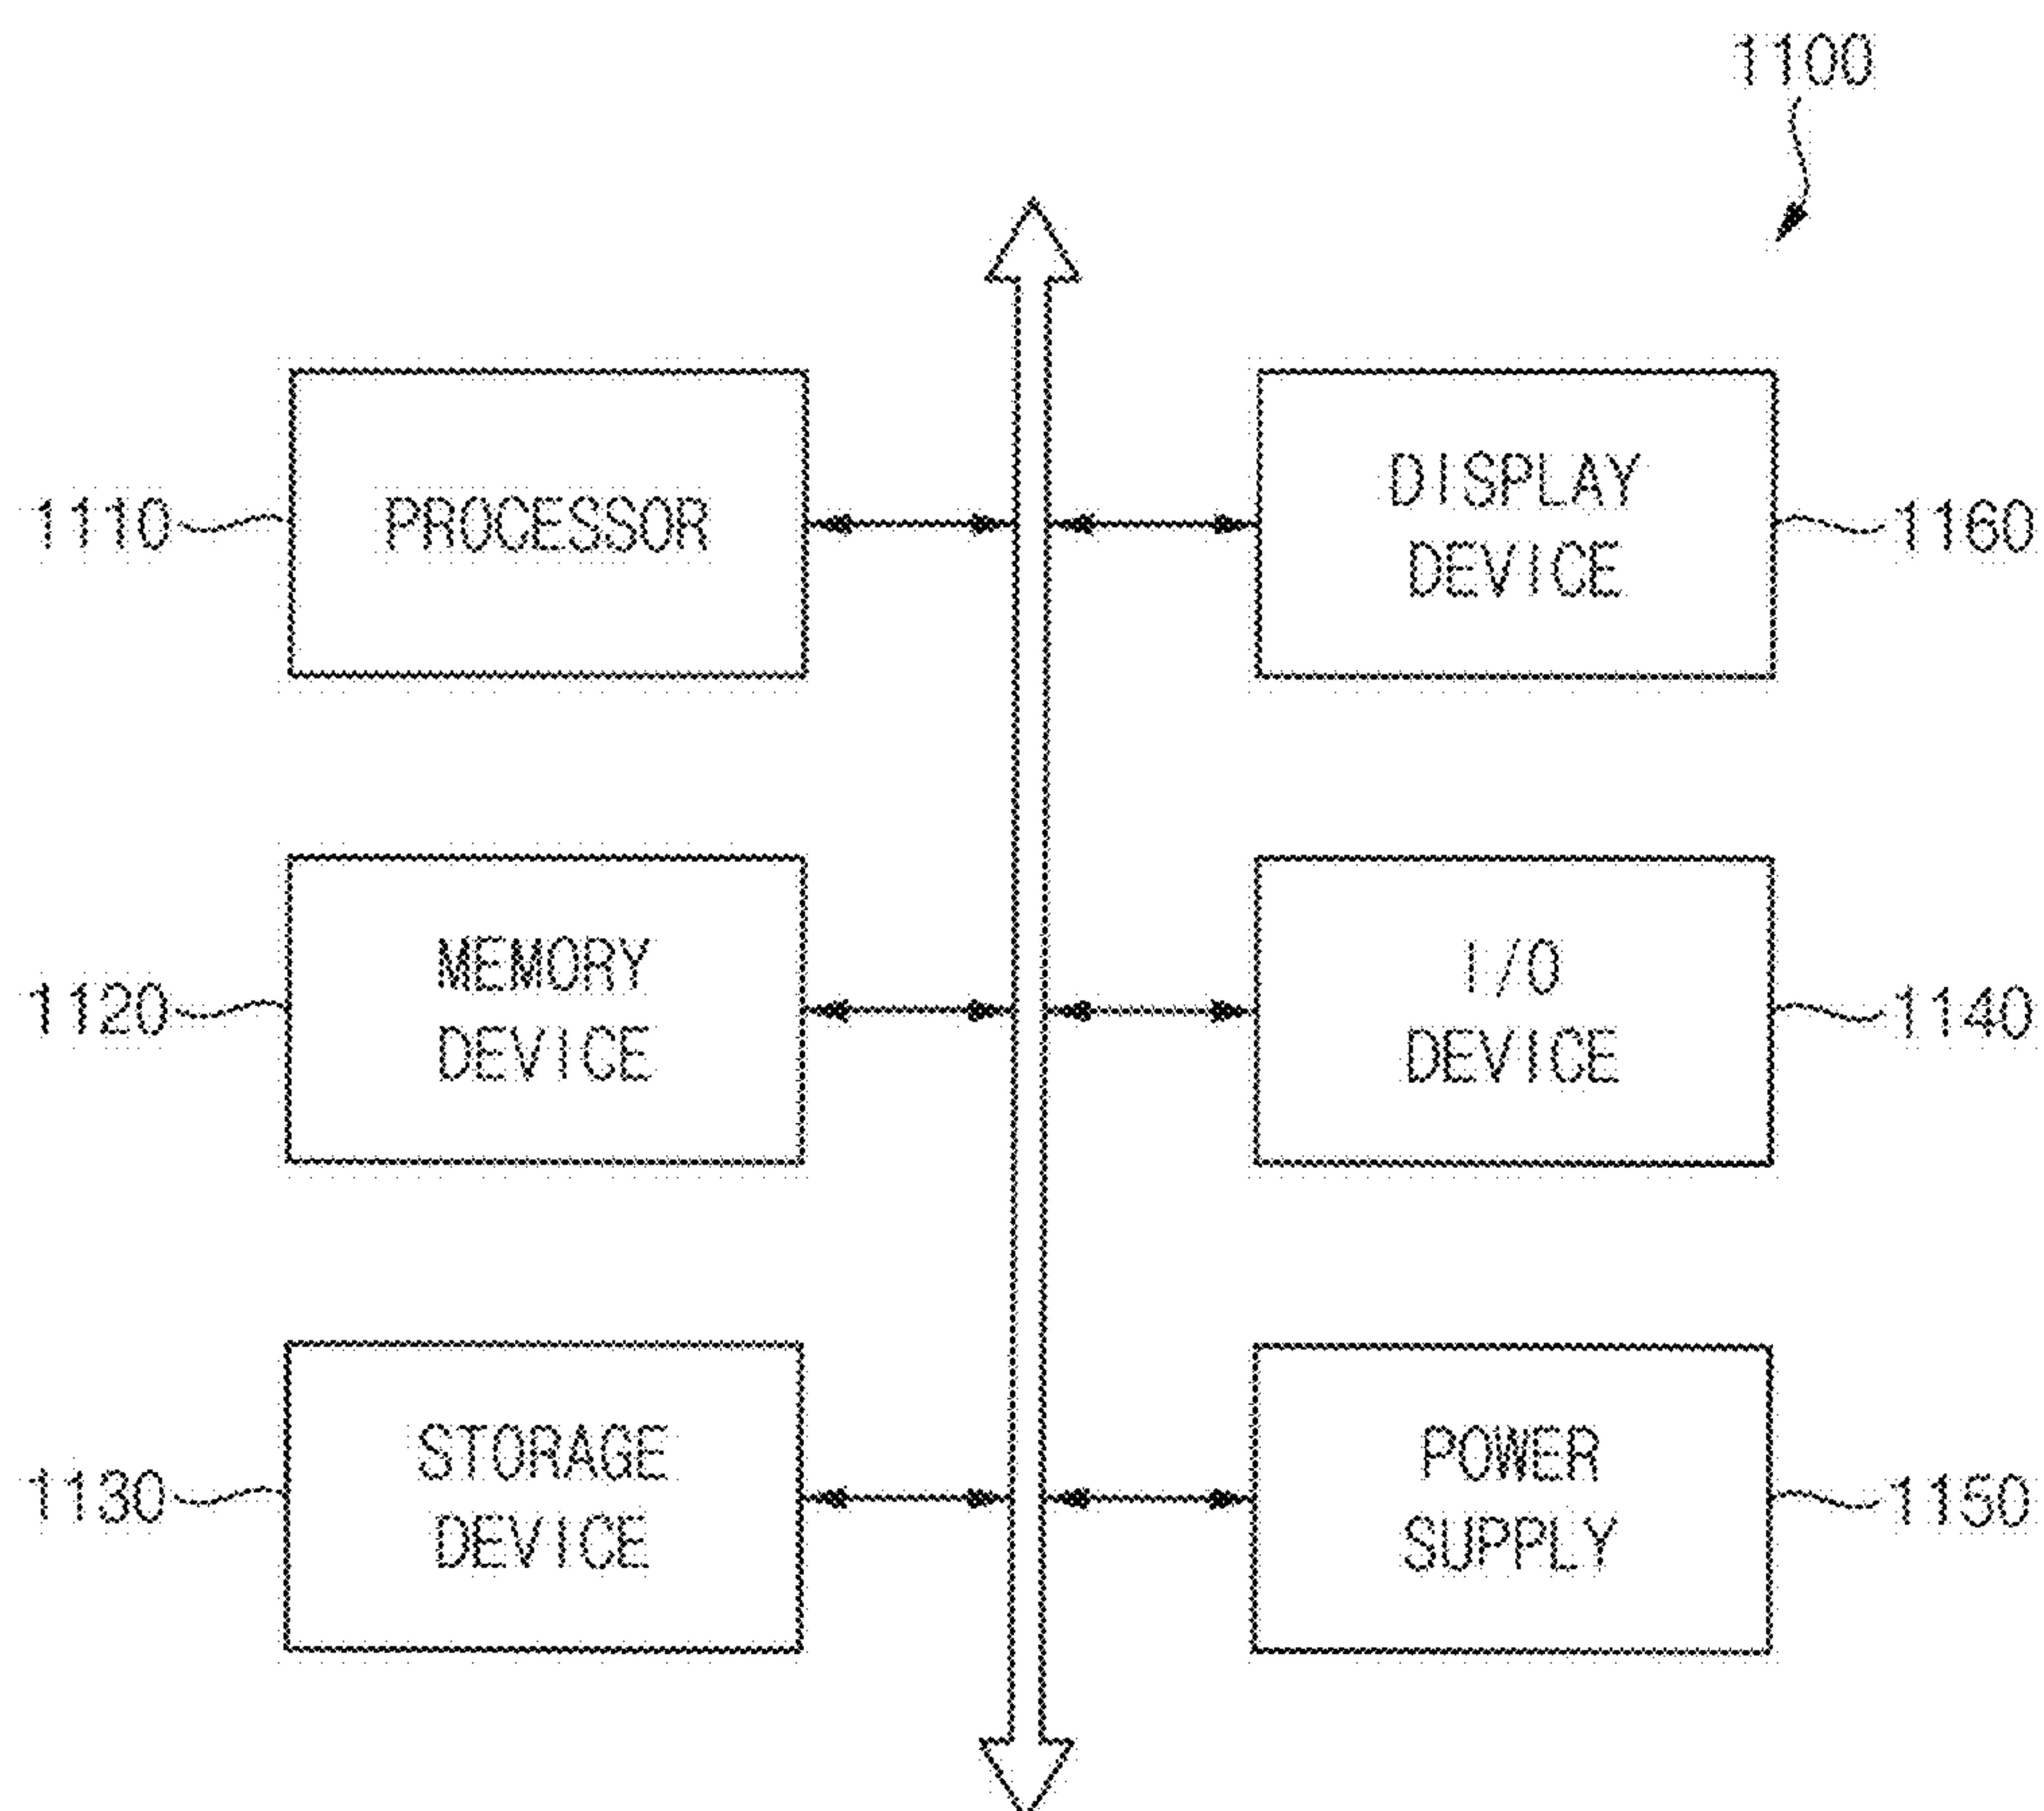 1100
1110
PROCESSOR
DISPLAY
DEVICE
1160
1120
MEMORY
DEVICE
I/O
DEVICE
1140
1130
STORAGE
DEVICE
POWER
SUPPLY
1150